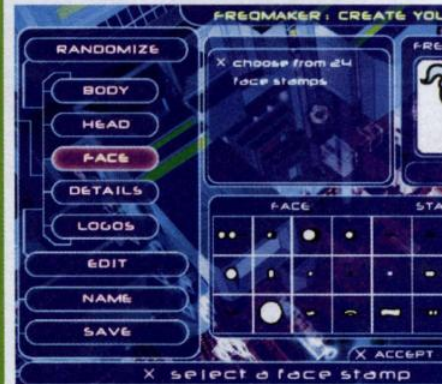 FREQMAKER: CREATE YOU
RANDOMIZE
BODY
HEAD
FACE
DETAILS
LOGOS
EDIT
NAME
SAVE
X choose from 24
face stamps
FRE
FACE STA
X ACCEPT
X select a face stamp